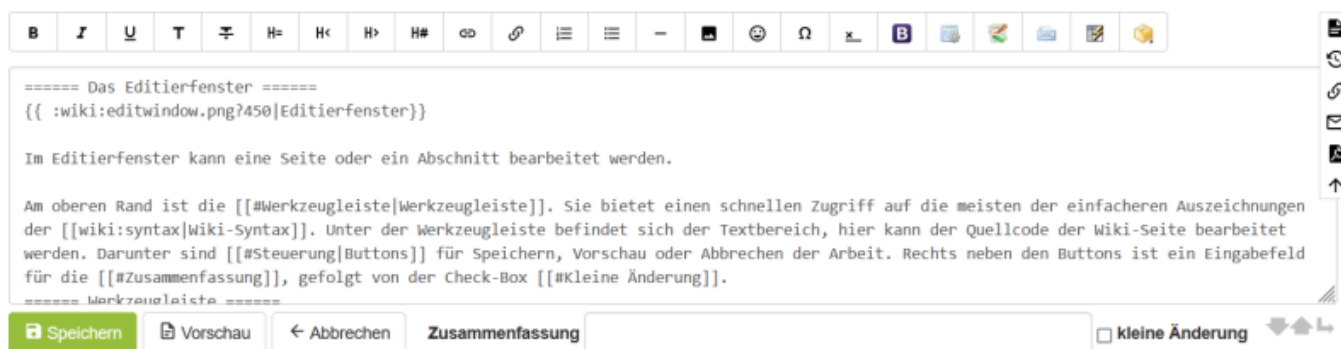 B I U T T H= H< H> H# Ω B
====== Das Editierfenster ======
{{ :wiki:editwindow.png?450|Editierfenster}}
Im Editierfenster kann eine Seite oder ein Abschnitt bearbeitet werden.
Am oberen Rand ist die [[#Werkzeugleiste|Werkzeugleiste]]. Sie bietet einen schnellen Zugriff auf die meisten der einfacheren Auszeichnungen
der [[wiki:syntax|Wiki-Syntax]]. Unter der Werkzeugleiste befindet sich der Textbereich, hier kann der Quellcode der Wiki-Seite bearbeitet
werden. Darunter sind [[#Steuerung|Buttons]] für Speichern, Vorschau oder Abbrechen der Arbeit. Rechts neben den Buttons ist ein Eingabefeld
für die [[#Zusammenfassung]], gefolgt von der Check-Box [[#Kleine Änderung]].
====== Werkzeugleiste ======
Speichern Vorschau Abbrechen Zusammenfassung kleine Änderung